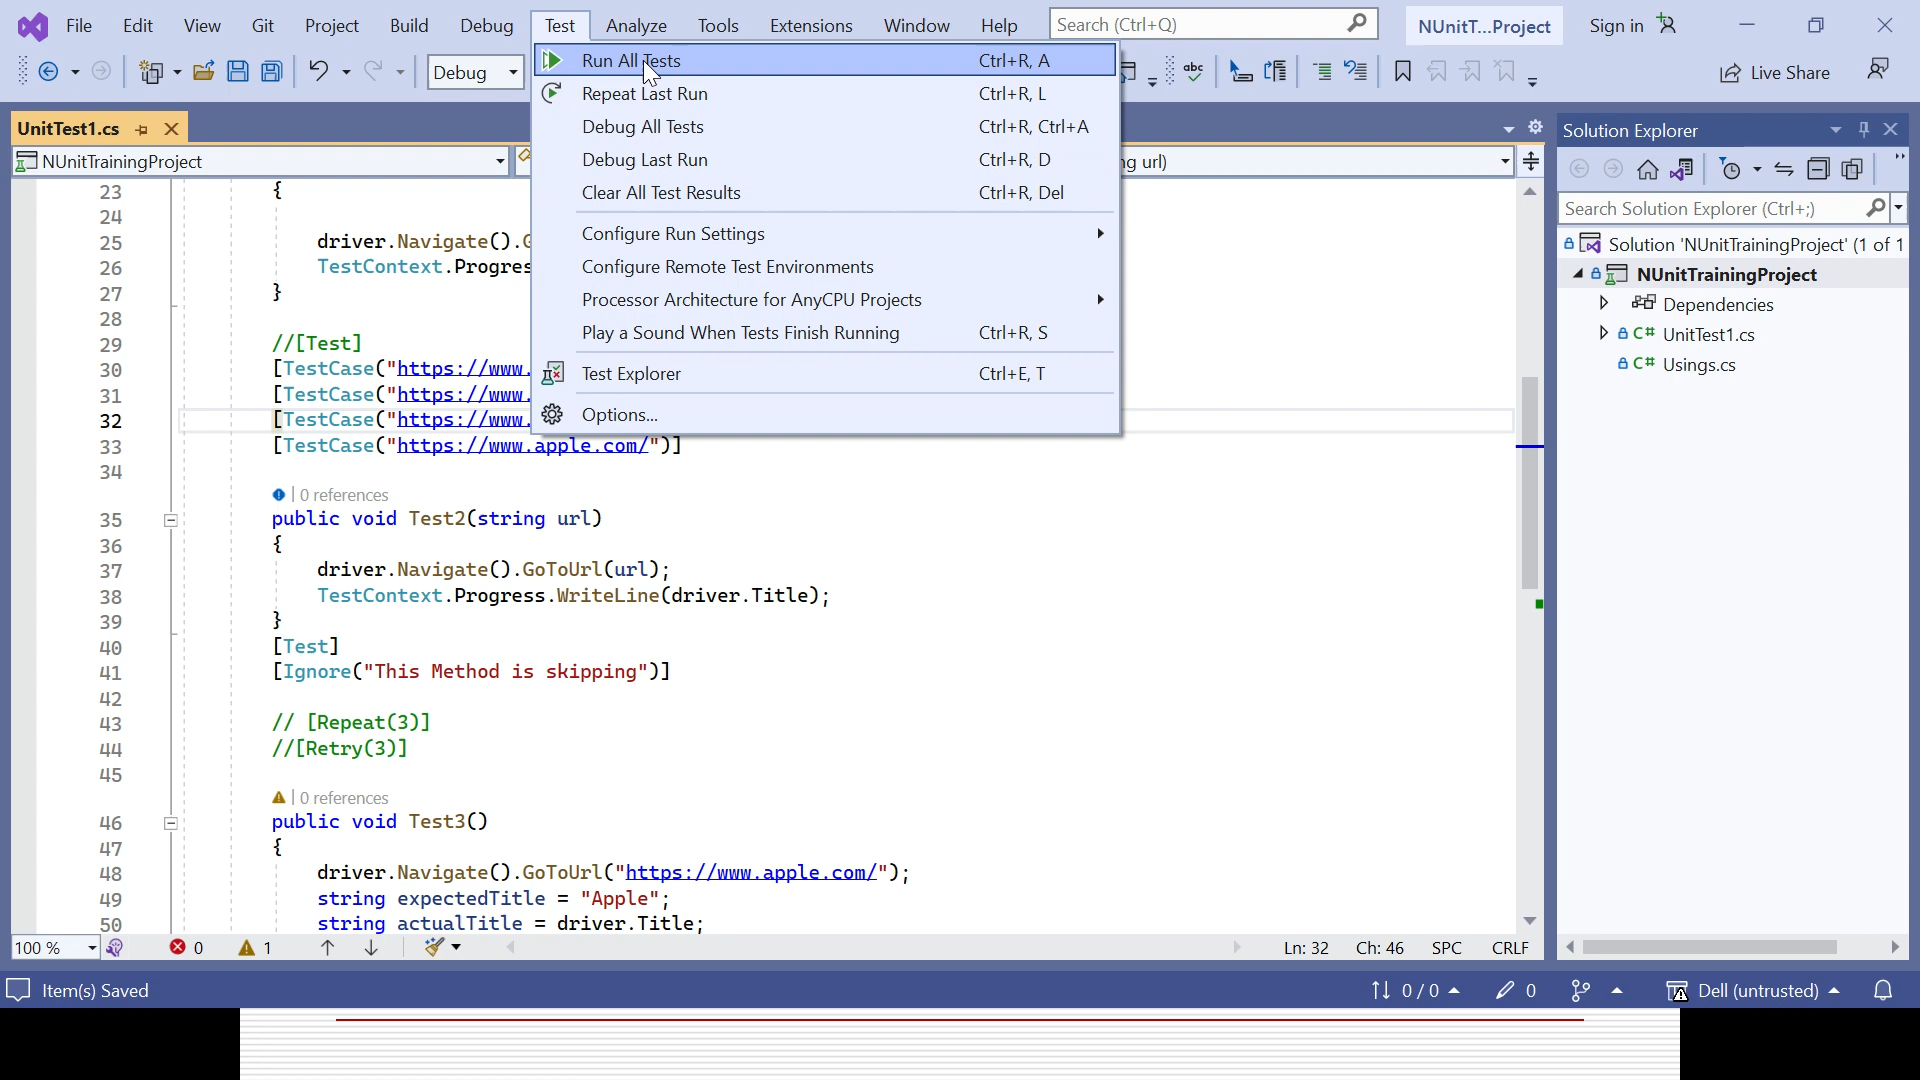 File Edit View Git Project Build Debug Test Analyze Tools Extensions Window Help Search (Ctrl+Q) NUnitT...Project Sign in
Debug abc Live Share
Run All Tests Ctrl+R, A
Repeat Last Run Ctrl+R, L
Debug All Tests Ctrl+R, Ctrl+A
Debug Last Run Ctrl+R, D
Clear All Test Results Ctrl+R, Del
Configure Run Settings
Configure Remote Test Environments
Processor Architecture for AnyCPU Projects
Play a Sound When Tests Finish Running Ctrl+R, S
Test Explorer Ctrl+E, T
Options...
UnitTest1.cs
NUnitTrainingProject ng url)
23 {
24
25 driver.Navigate().G
26 TestContext.Progres
27 }
28
29 //[Test]
30 [TestCase("https://www.
31 [TestCase("https://www.
32 [TestCase("https://www.
33 [TestCase("https://www.apple.com/")]
34
0 references
35 public void Test2(string url)
36 {
37 driver.Navigate().GoToUrl(url);
38 TestContext.Progress.WriteLine(driver.Title);
39 }
40 [Test]
41 [Ignore("This Method is skipping")]
42
43 // [Repeat(3)]
44 //[Retry(3)]
45
0 references
46 public void Test3()
47 {
48 driver.Navigate().GoToUrl("https://www.apple.com/");
49 string expectedTitle = "Apple";
50 string actualTitle = driver.Title;
100 % 0 1 Ln: 32 Ch: 46 SPC CRLF
Solution Explorer
Search Solution Explorer (Ctrl+;)
Solution 'NUnitTrainingProject' (1 of 1
NUnitTrainingProject
Dependencies
C# UnitTest1.cs
C# Usings.cs
Item(s) Saved 0 / 0 0 Dell (untrusted)